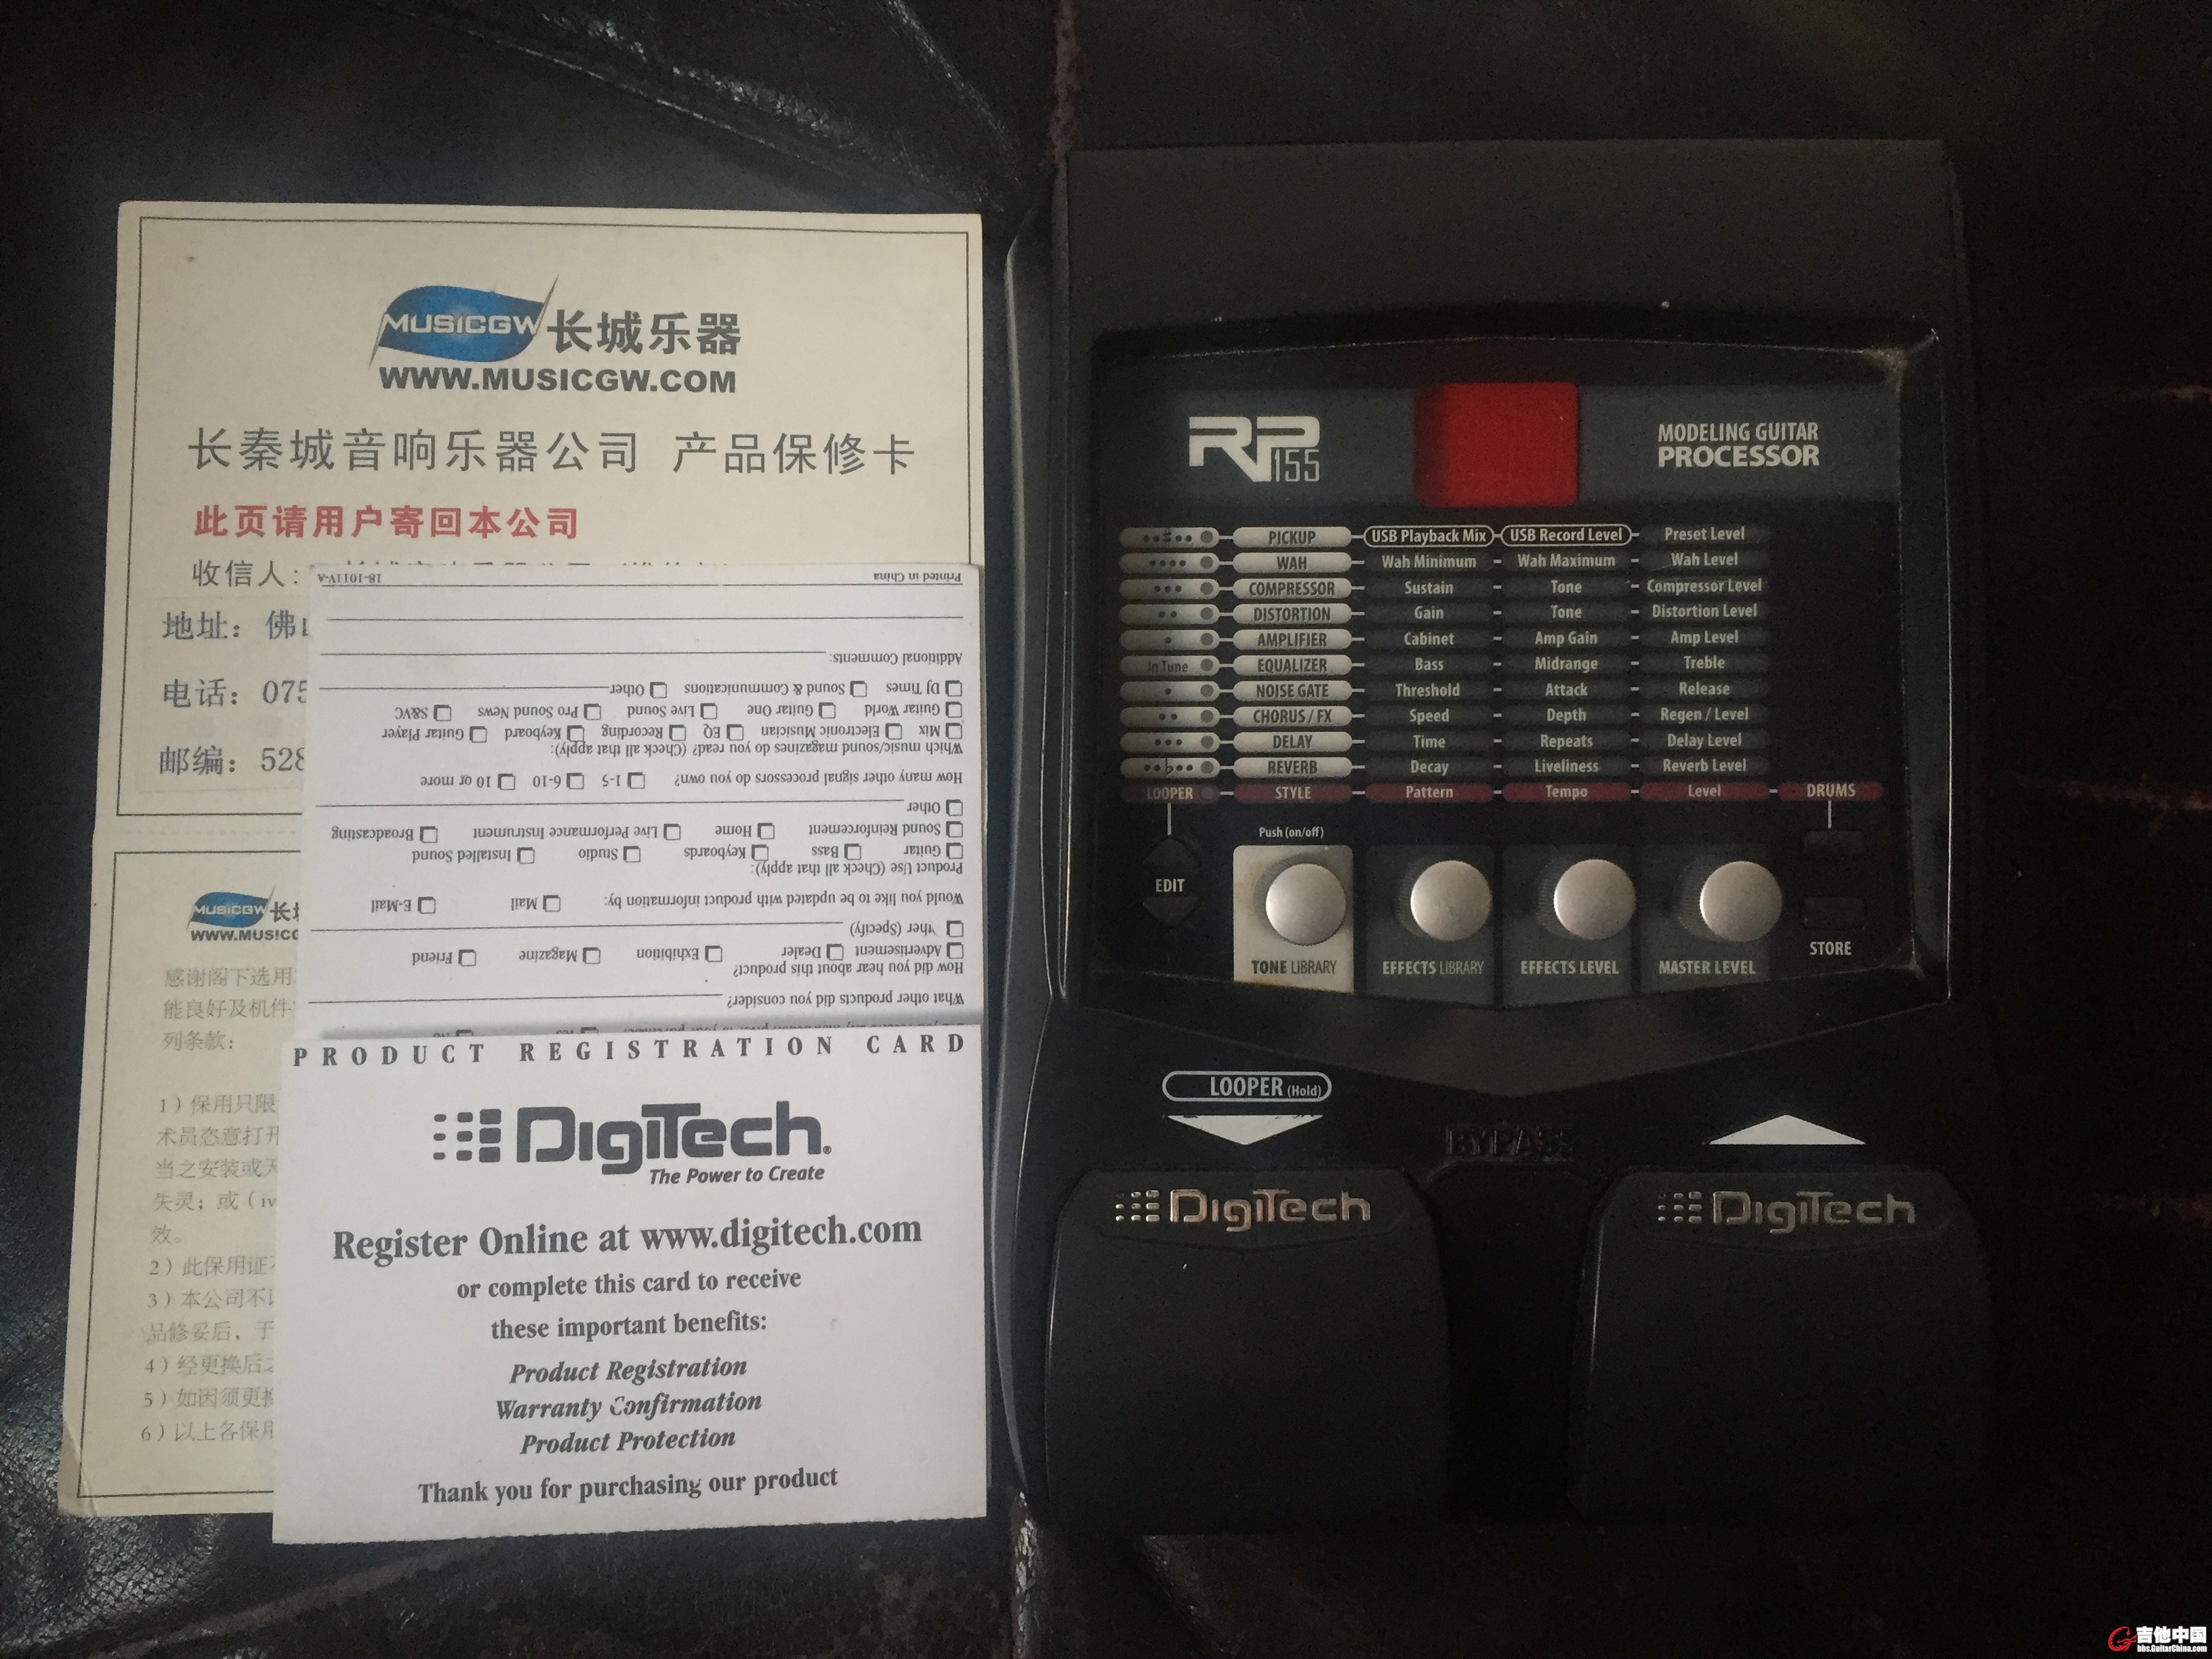 MUSICGW 长城乐器
WWW.MUSICGW.COM
长秦城音响乐器公司 产品保修卡
此页请用户寄回本公司
收信人:
地址: 佛
电话: 075
邮编: 528
MUSICGW 长
WWW.MUSICG
感谢阁下选用
能良好及机件
列条款:
1) 保用只限
术员恣意打开
当之安装或
失灵; 或 (iv
效。
2) 此保用证
3) 本公司不
品修妥后, 于
4) 经更换后
5) 如因须更
6) 以上各保用
Printed in China 18-1011V-A
Additional Comments:
DJ Times Sound & Communications Other
Guitar World Guitar One Live Sound Pro Sound News S&VC
Mix Electronic Musician EQ Recording Keyboard Guitar Player
Which music/sound magazines do you read? (Check all that apply):
How many other signal processors do you own? 1-5 6-10 10 or more
Other
Sound Reinforcement Home Live Performance Instrument Broadcasting
Guitar Bass Keyboards Studio Installed Sound
Product Use (Check all that apply):
Would you like to be updated with product information by: Mail E-Mail
(Specify)
Advertisement Dealer Exhibition Magazine Friend
How did you hear about this product?
What other products did you consider?
PRODUCT REGISTRATION CARD
DigiTech®
The Power to Create
Register Online at www.digitech.com
or complete this card to receive
these important benefits:
Product Registration
Warranty Confirmation
Product Protection
Thank you for purchasing our product
RP155
MODELING GUITAR
PROCESSOR
PICKUP USB Playback Mix USB Record Level Preset Level
WAH Wah Minimum Wah Maximum Wah Level
COMPRESSOR Sustain Tone Compressor Level
DISTORTION Gain Tone Distortion Level
AMPLIFIER Cabinet Amp Gain Amp Level
In Tune EQUALIZER Bass Midrange Treble
NOISE GATE Threshold Attack Release
CHORUS / FX Speed Depth Regen / Level
DELAY Time Repeats Delay Level
REVERB Decay Liveliness Reverb Level
LOOPER STYLE Pattern Tempo Level DRUMS
Push (on/off)
EDIT
STORE
TONE LIBRARY EFFECTS LIBRARY EFFECTS LEVEL MASTER LEVEL
LOOPER (Hold)
BYPASS
DigiTech DigiTech
吉他中国
bbs.GuitarChina.com